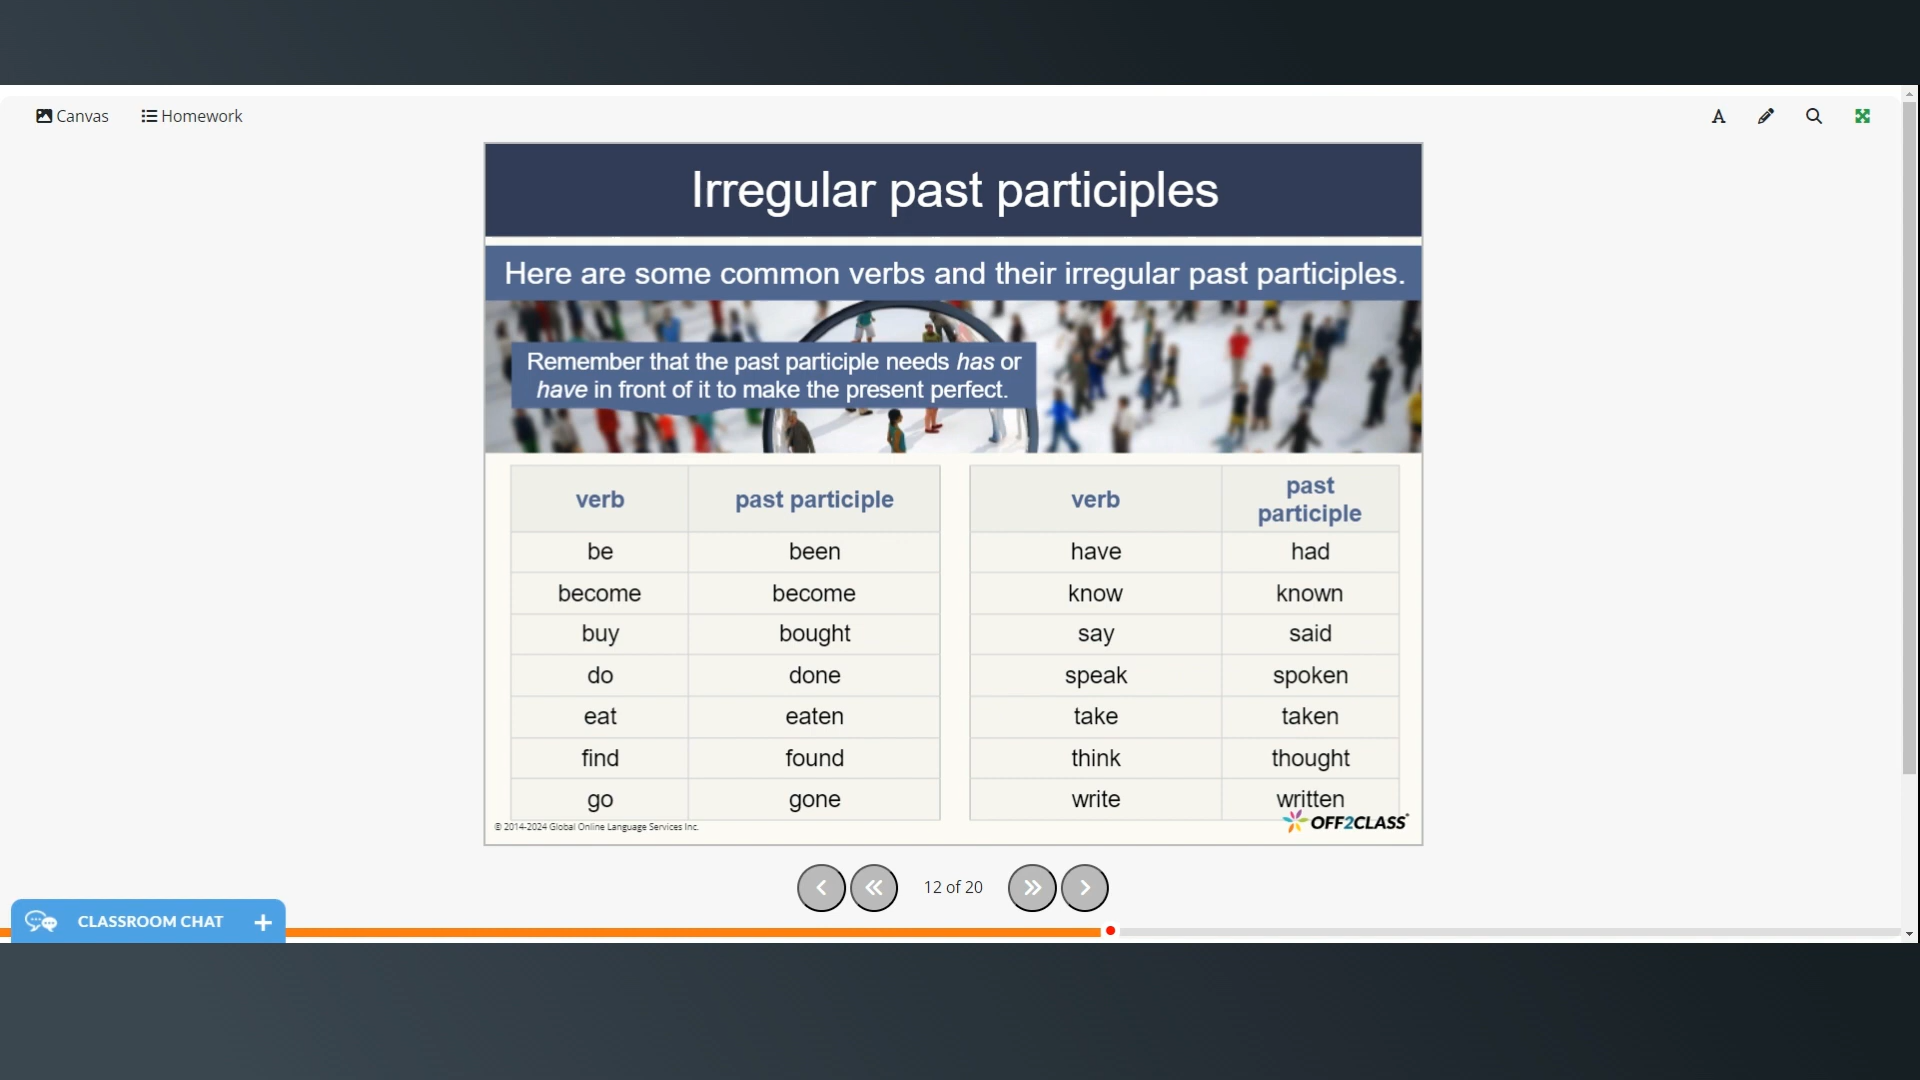 Canvas Homework
A
Irregular past participles
Here are some common verbs and their irregular past participles.
Remember that the past participle needs has or
have in front of it to make the present perfect.
verb past participle
be been
become become
buy bought
do done
eat eaten
find found
go gone
verb past
participle
have had
know known
say said
speak spoken
take taken
think thought
write written
© 2014-2024 Global Online Language Services Inc.
OFF2CLASS
12 of 20
CLASSROOM CHAT +